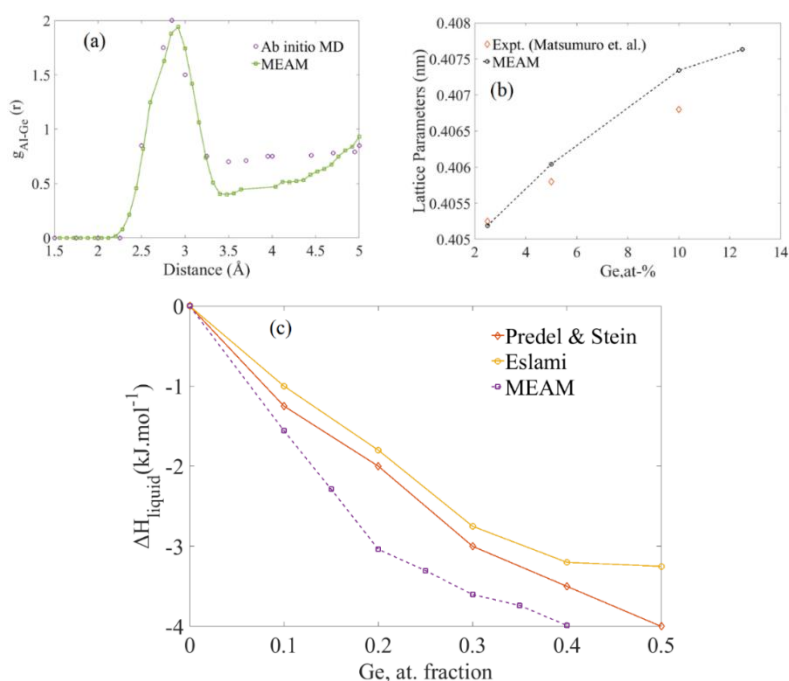 (a)
Ab initio MD
MEAM
g Al-Ge (r)
2
1.5
1
0.5
0
1.5 2 2.5 3 3.5 4 4.5 5
Distance (Å)
(b)
Expt. (Matsumuro et. al.)
MEAM
Lattice Parameters (nm)
0.408
0.4075
0.407
0.4065
0.406
0.4055
0.405
2 4 6 8 10 12 14
Ge,at-%
(c)
Predel & Stein
Eslami
MEAM
ΔH liquid (kJ.mol⁻¹)
0
-1
-2
-3
-4
0 0.1 0.2 0.3 0.4 0.5
Ge, at. fraction